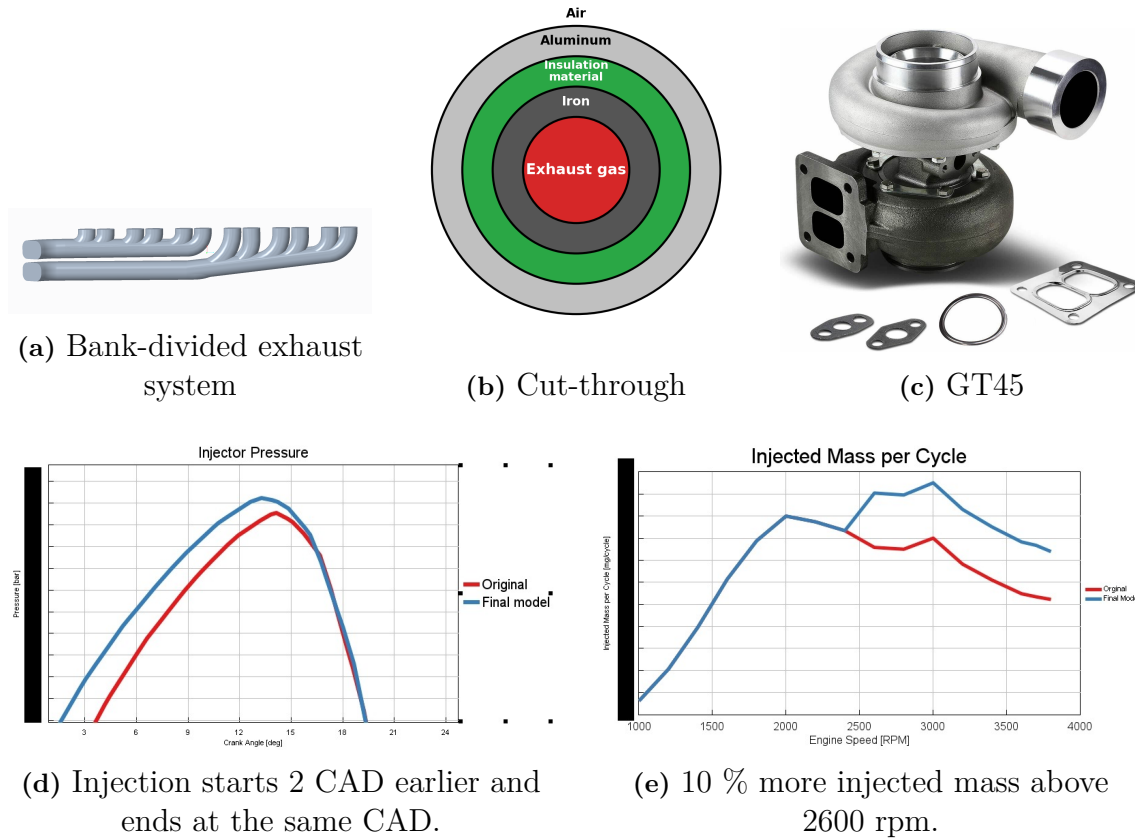 Air
Aluminum
Insulation
material
Iron
Exhaust gas
(a) Bank-divided exhaust
system
(b) Cut-through
(c) GT45
Injector Pressure
Pressure [bar]
Original
Final model
3 6 9 12 15 18 21 24
Crank Angle [deg]
(d) Injection starts 2 CAD earlier and
ends at the same CAD.
Injected Mass per Cycle
Injected Mass per Cycle [mg/cycle]
Original
Final Mode
1000 1500 2000 2500 3000 3500 4000
Engine Speed [RPM]
(e) 10 % more injected mass above
2600 rpm.